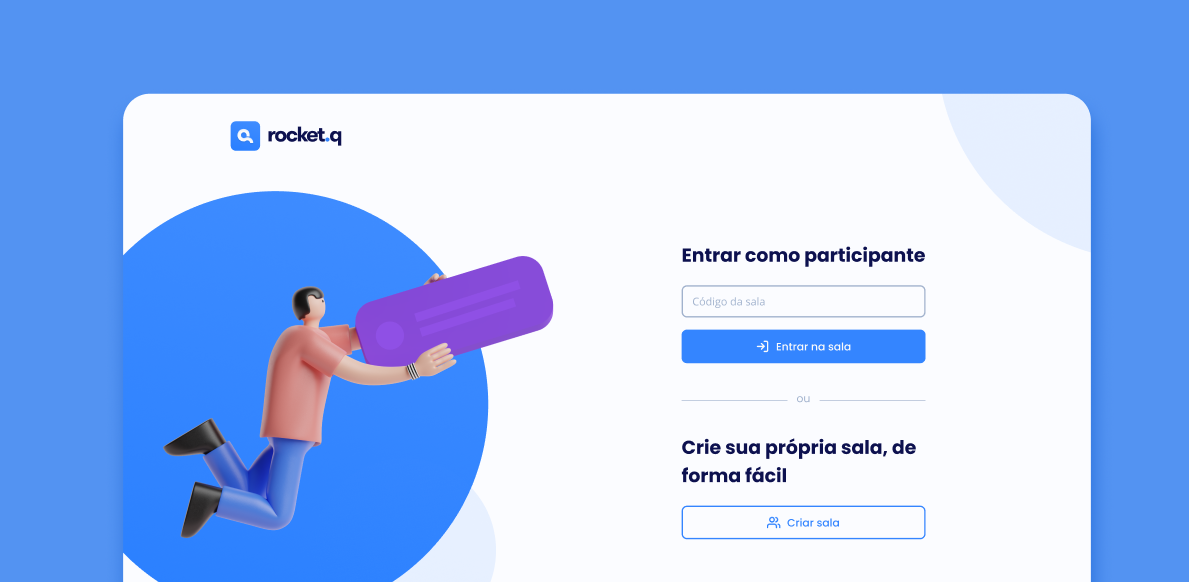 rocket.q
Entrar como participante
Código da sala
Entrar na sala
ou
Crie sua própria sala, de
forma fácil
Criar sala